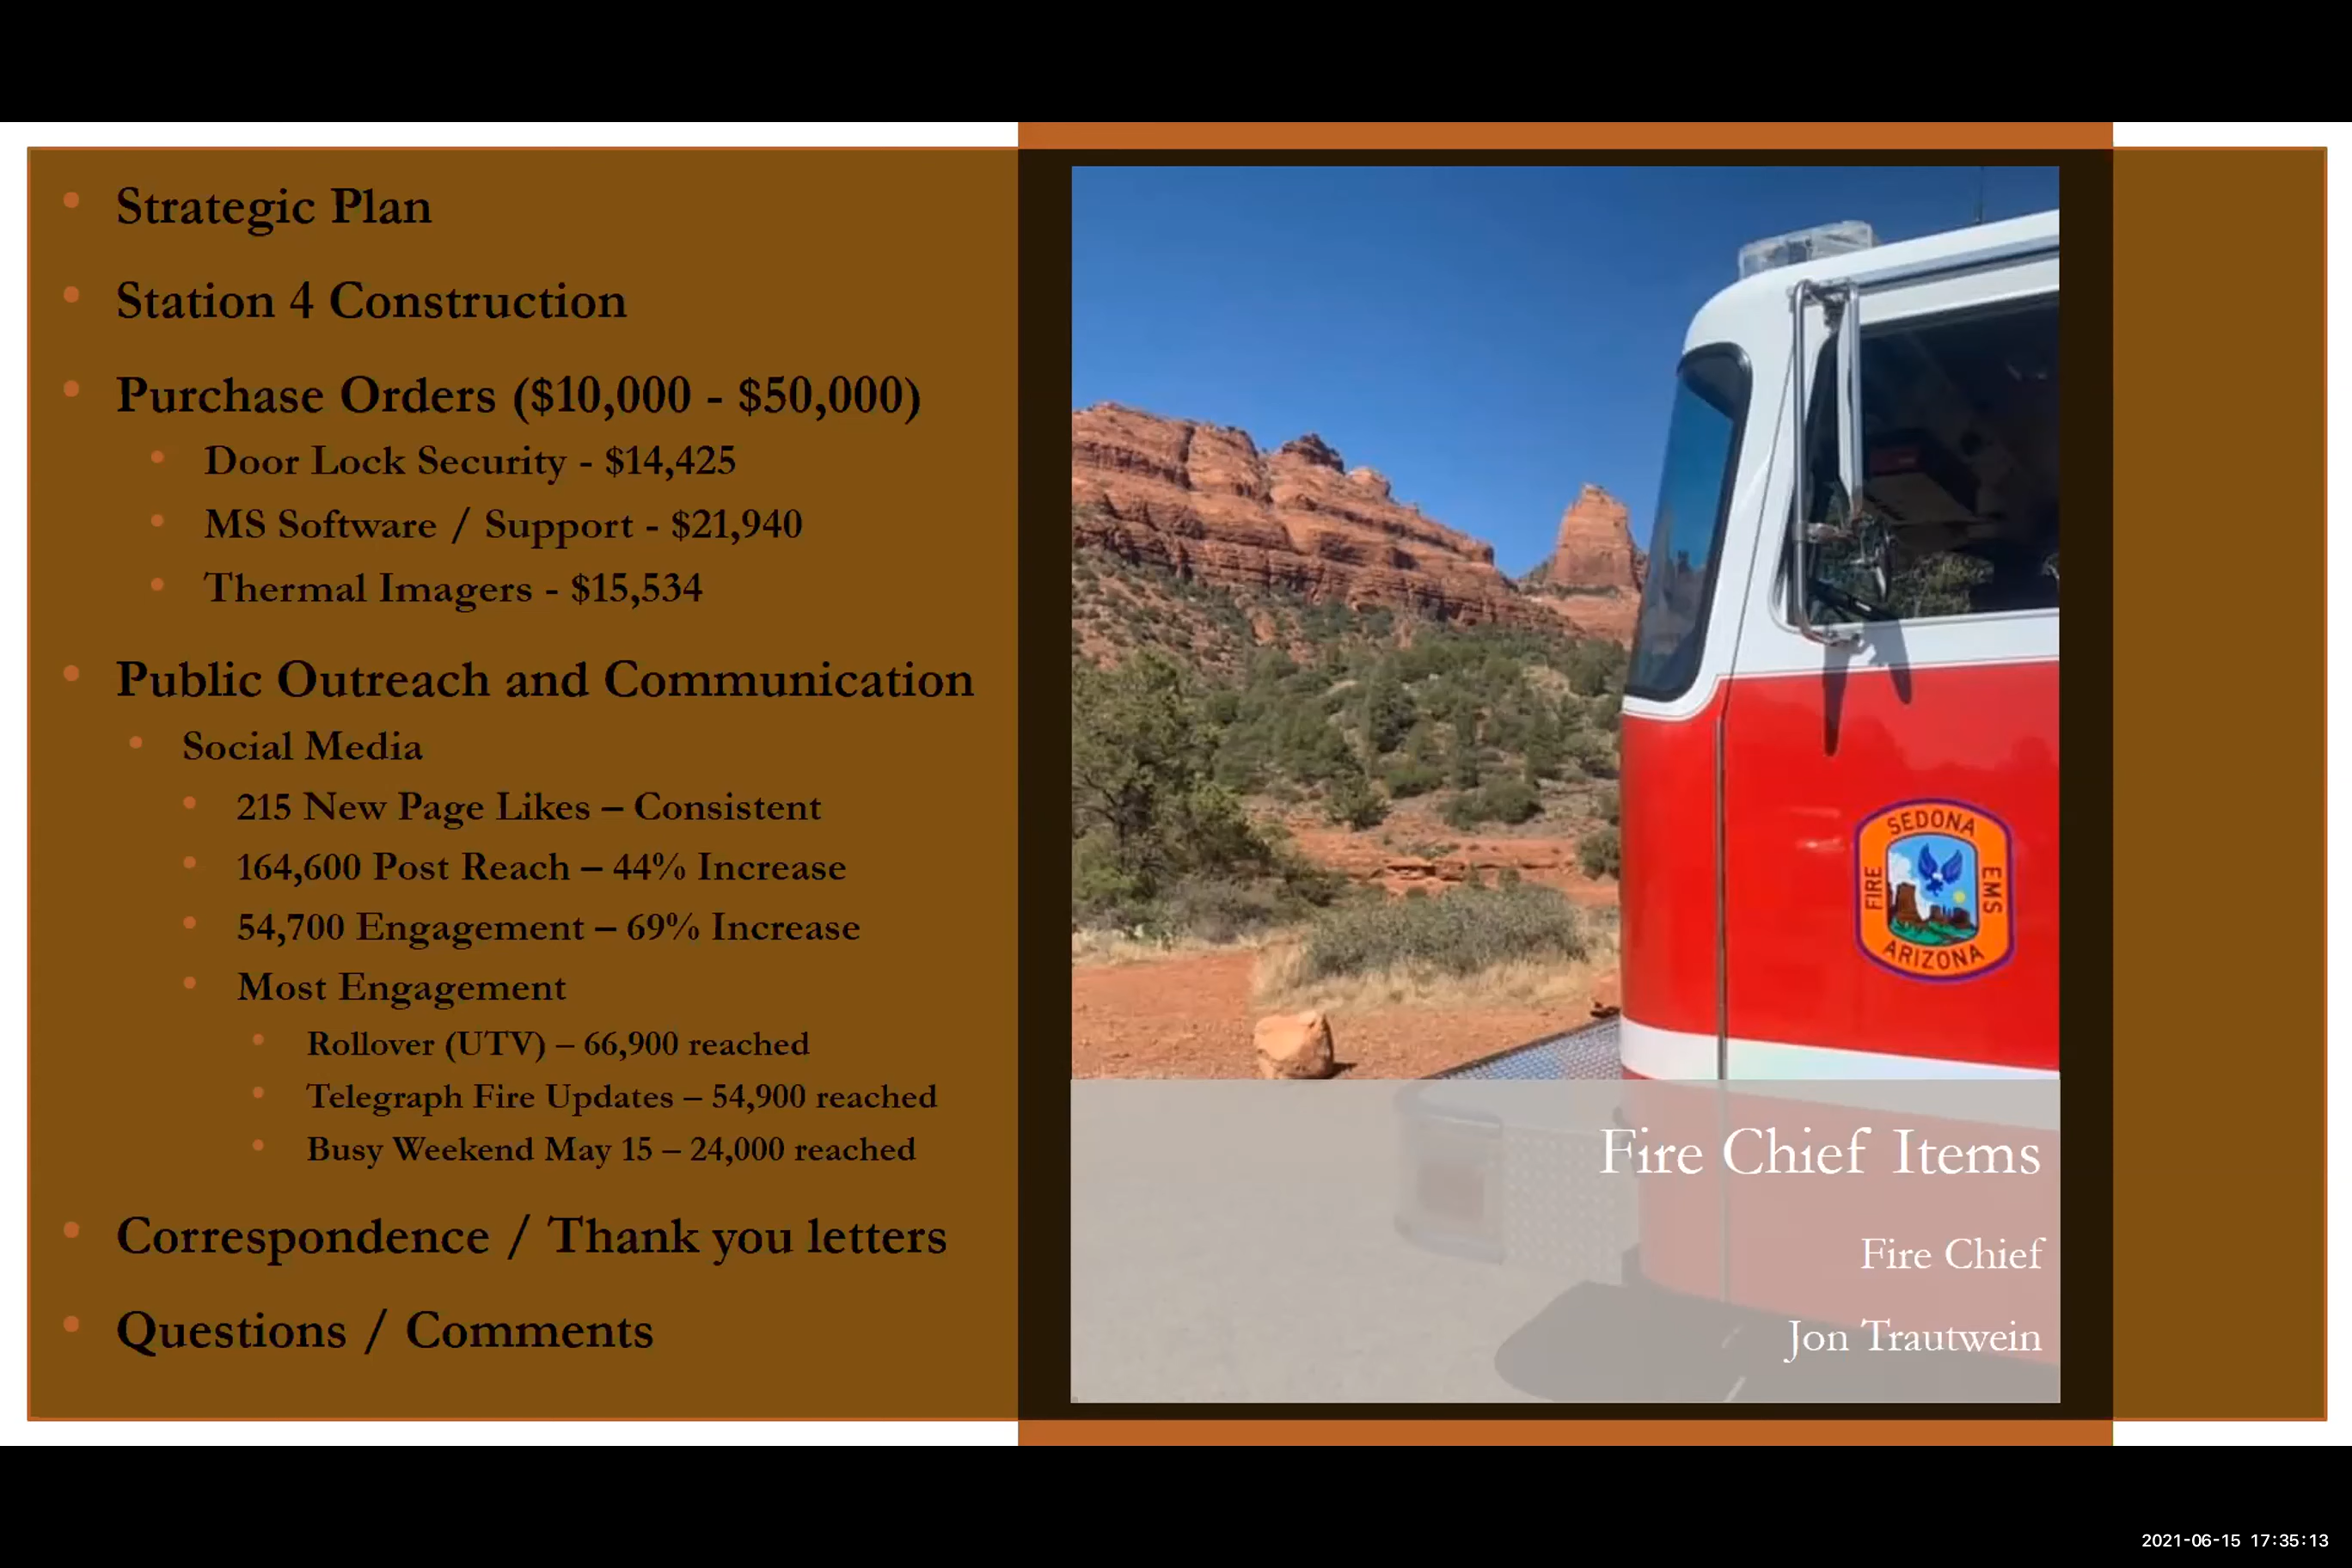 Strategic Plan
Station 4 Construction
Purchase Orders ($10,000 - $50,000)
Door Lock Security - $14,425
MS Software / Support - $21,940
Thermal Imagers - $15,534
Public Outreach and Communication
Social Media
215 New Page Likes – Consistent
164,600 Post Reach – 44% Increase
54,700 Engagement – 69% Increase
Most Engagement
Rollover (UTV) – 66,900 reached
Telegraph Fire Updates – 54,900 reached
Busy Weekend May 15 – 24,000 reached
Correspondence / Thank you letters
Questions / Comments
SEDONA
FIRE
EMS
ARIZONA
Fire Chief Items
Fire Chief
Jon Trautwein
2021-06-15 17:35:13